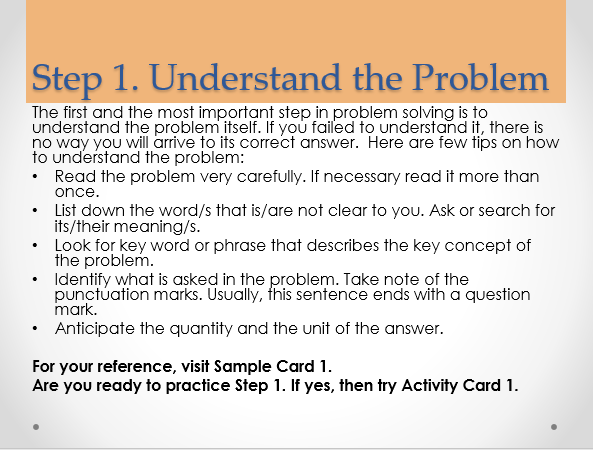 Step 1. Understand the Problem
The first and the most important step in problem solving is to
understand the problem itself. If you failed to understand it, there is
no way you will arrive to its correct answer.  Here are few tips on how
to understand the problem:
• Read the problem very carefully. If necessary read it more than
once.
• List down the word/s that is/are not clear to you. Ask or search for
its/their meaning/s.
• Look for key word or phrase that describes the key concept of
the problem.
• Identify what is asked in the problem. Take note of the
punctuation marks. Usually, this sentence ends with a question
mark.
• Anticipate the quantity and the unit of the answer.
For your reference, visit Sample Card 1.
Are you ready to practice Step 1. If yes, then try Activity Card 1.